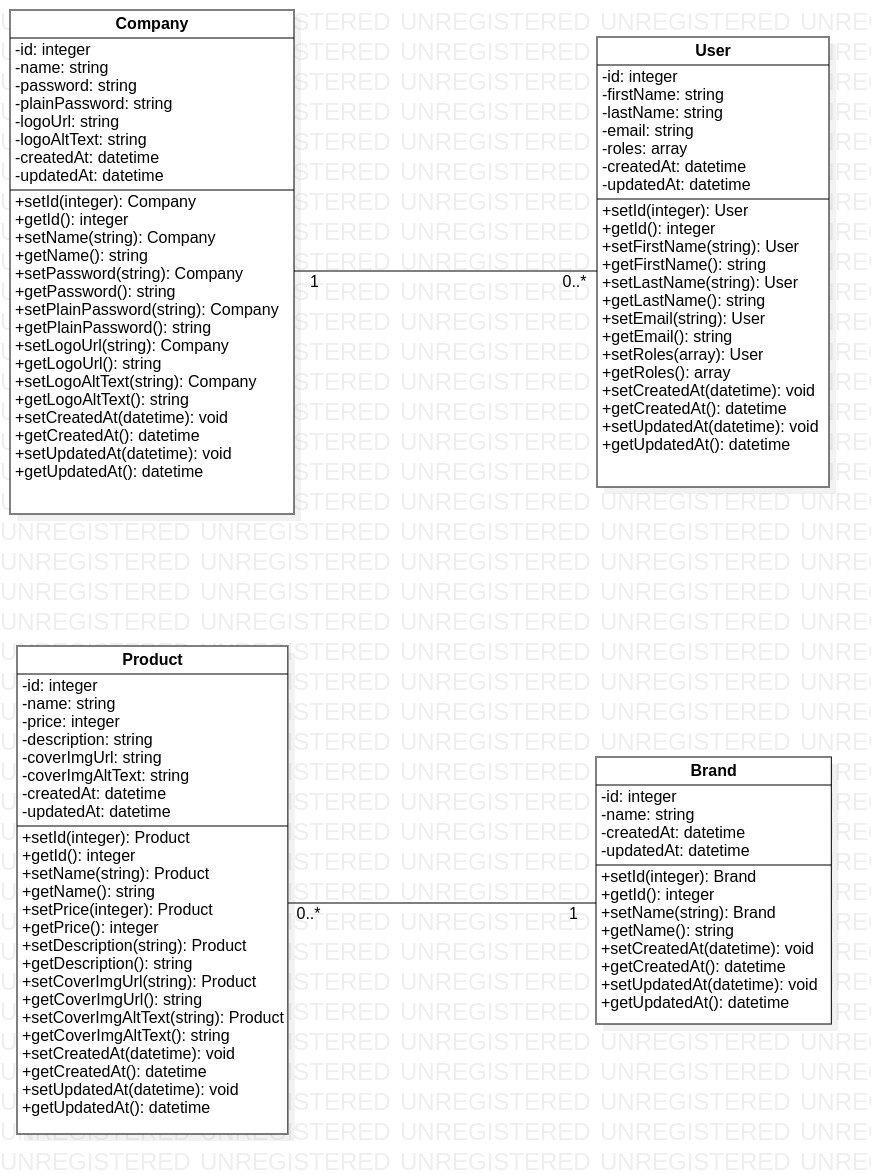 Company
-id: integer
-name: string
-password: string
-plainPassword: string
-logoUrl: string
-logoAltText: string
-createdAt: datetime
-updatedAt: datetime
+setId(integer): Company
+getId(): integer
+setName(string): Company
+getName(): string
+setPassword(string): Company
+getPassword(): string
+setPlainPassword(string): Company
+getPlainPassword(): string
+setLogoUrl(string): Company
+getLogoUrl(): string
+setLogoAltText(string): Company
+getLogoAltText(): string
+setCreatedAt(datetime): void
+getCreatedAt(): datetime
+setUpdatedAt(datetime): void
+getUpdatedAt(): datetime
1
0..*
User
-id: integer
-firstName: string
-lastName: string
-email: string
-roles: array
-createdAt: datetime
-updatedAt: datetime
+setId(integer): User
+getId(): integer
+setFirstName(string): User
+getFirstName(): string
+setLastName(string): User
+getLastName(): string
+setEmail(string): User
+getEmail(): string
+setRoles(array): User
+getRoles(): array
+setCreatedAt(datetime): void
+getCreatedAt(): datetime
+setUpdatedAt(datetime): void
+getUpdatedAt(): datetime
Product
-id: integer
-name: string
-price: integer
-description: string
-coverImgUrl: string
-coverImgAltText: string
-createdAt: datetime
-updatedAt: datetime
+setId(integer): Product
+getId(): integer
+setName(string): Product
+getName(): string
+setPrice(integer): Product
+getPrice(): integer
+setDescription(string): Product
+getDescription(): string
+setCoverImgUrl(string): Product
+getCoverImgUrl(): string
+setCoverImgAltText(string): Product
+getCoverImgAltText(): string
+setCreatedAt(datetime): void
+getCreatedAt(): datetime
+setUpdatedAt(datetime): void
+getUpdatedAt(): datetime
0..*
1
Brand
-id: integer
-name: string
-createdAt: datetime
-updatedAt: datetime
+setId(integer): Brand
+getId(): integer
+setName(string): Brand
+getName(): string
+setCreatedAt(datetime): void
+getCreatedAt(): datetime
+setUpdatedAt(datetime): void
+getUpdatedAt(): datetime
UNREGISTERED UNREGISTERED UNREGISTERED UNREGISTERED